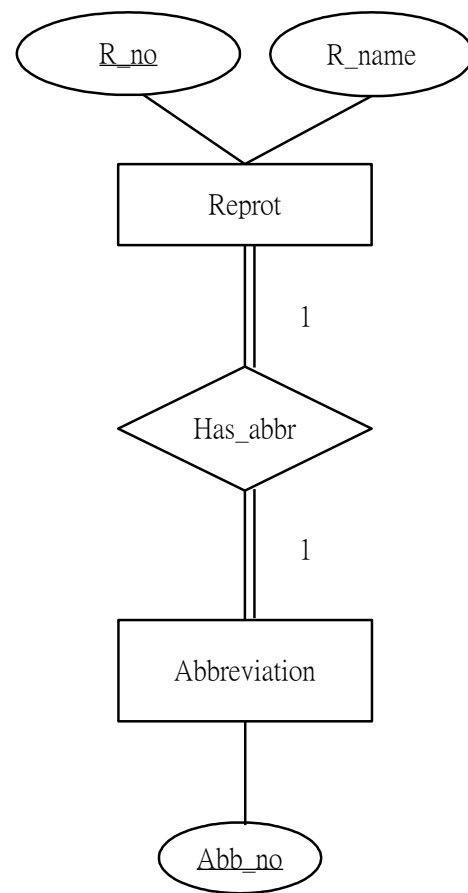 R_no
R_name
Reprot
1
Has_abbr
1
Abbreviation
Abb_no